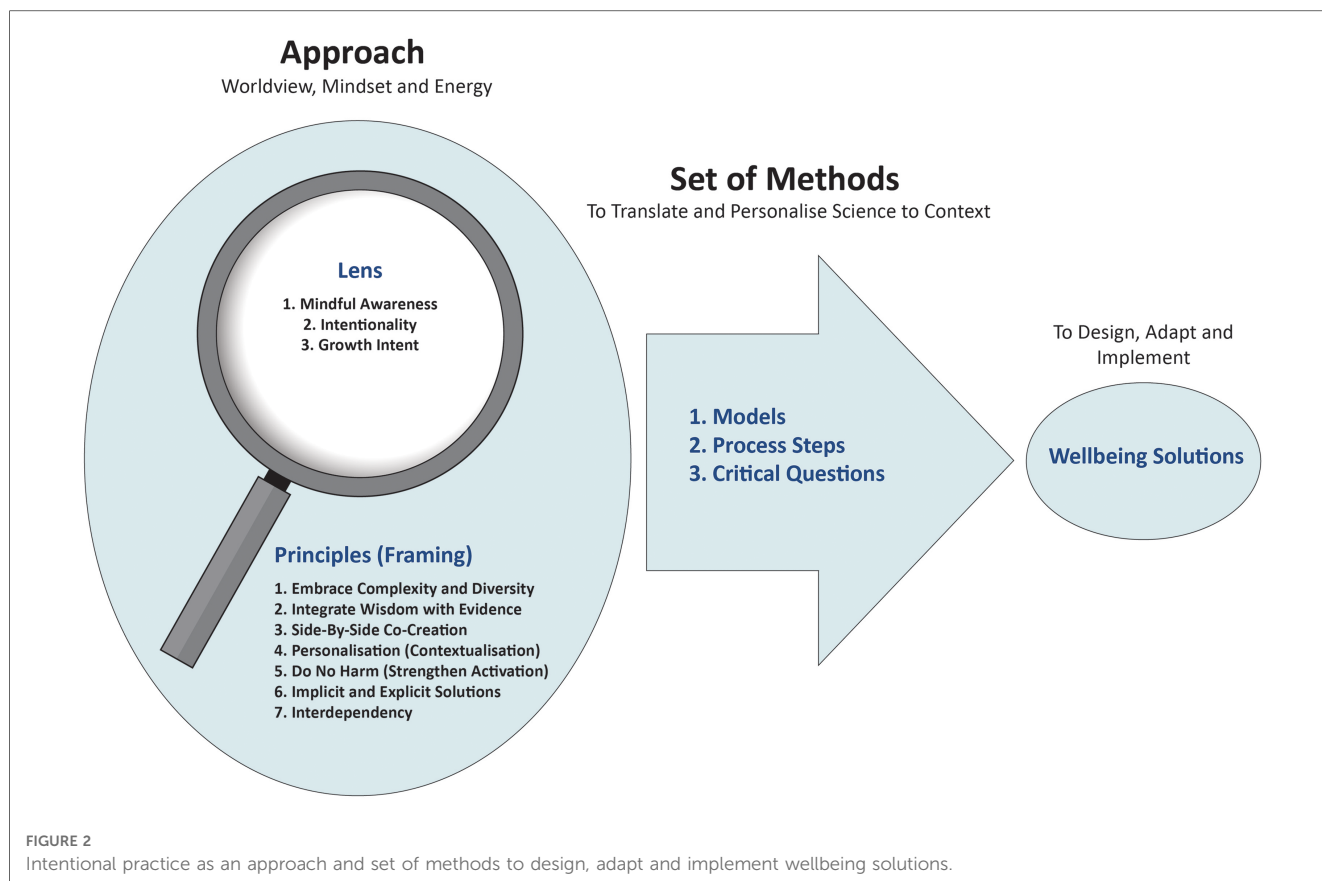 Approach
Worldview, Mindset and Energy
Lens
1. Mindful Awareness
2. Intentionality
3. Growth Intent
Principles (Framing)
1. Embrace Complexity and Diversity
2. Integrate Wisdom with Evidence
3. Side-By-Side Co-Creation
4. Personalisation (Contextualisation)
5. Do No Harm (Strengthen Activation)
6. Implicit and Explicit Solutions
7. Interdependency
Set of Methods
To Translate and Personalise Science to Context
1. Models
2. Process Steps
3. Critical Questions
To Design, Adapt and
Implement
Wellbeing Solutions
FIGURE 2
Intentional practice as an approach and set of methods to design, adapt and implement wellbeing solutions.